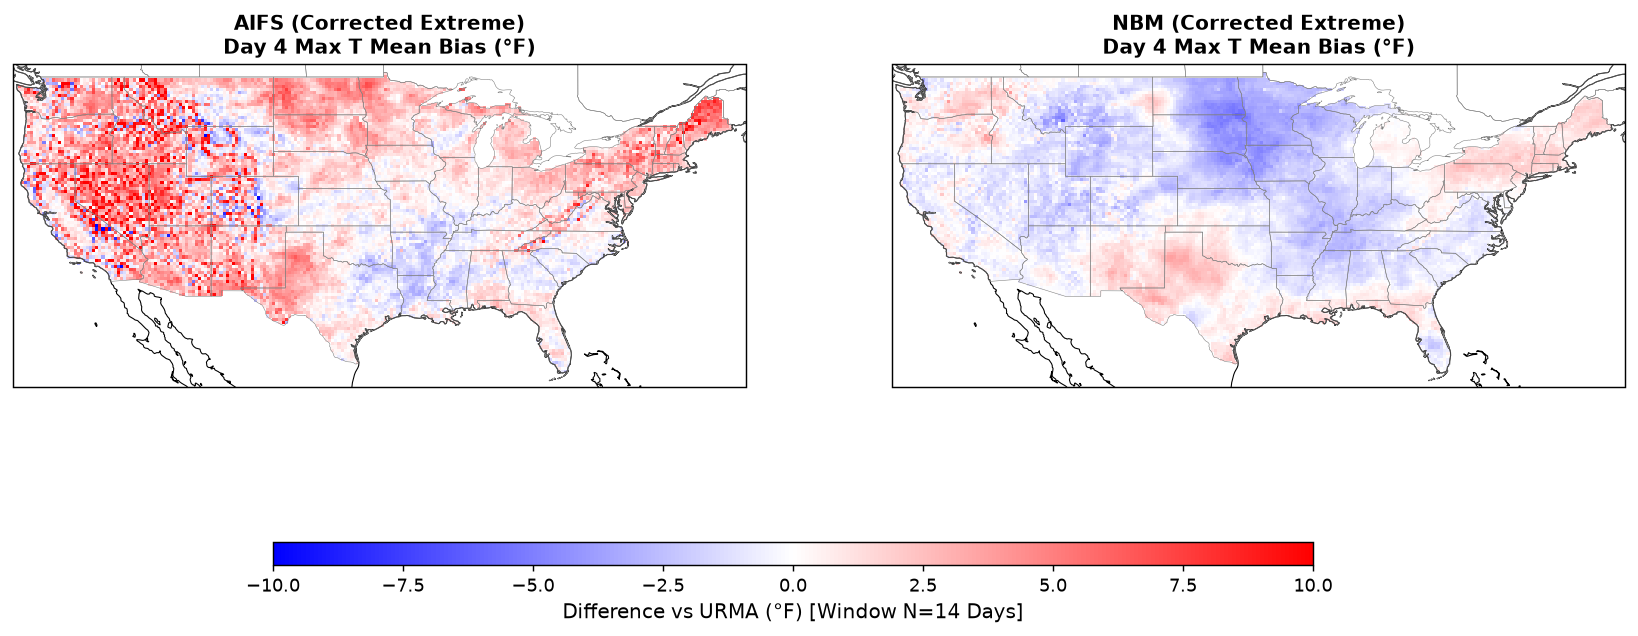 AIFS (Corrected Extreme)
Day 4 Max T Mean Bias (°F)
NBM (Corrected Extreme)
Day 4 Max T Mean Bias (°F)
−10.0 −7.5 −5.0 −2.5 0.0 2.5 5.0 7.5 10.0
Difference vs URMA (°F) [Window N=14 Days]